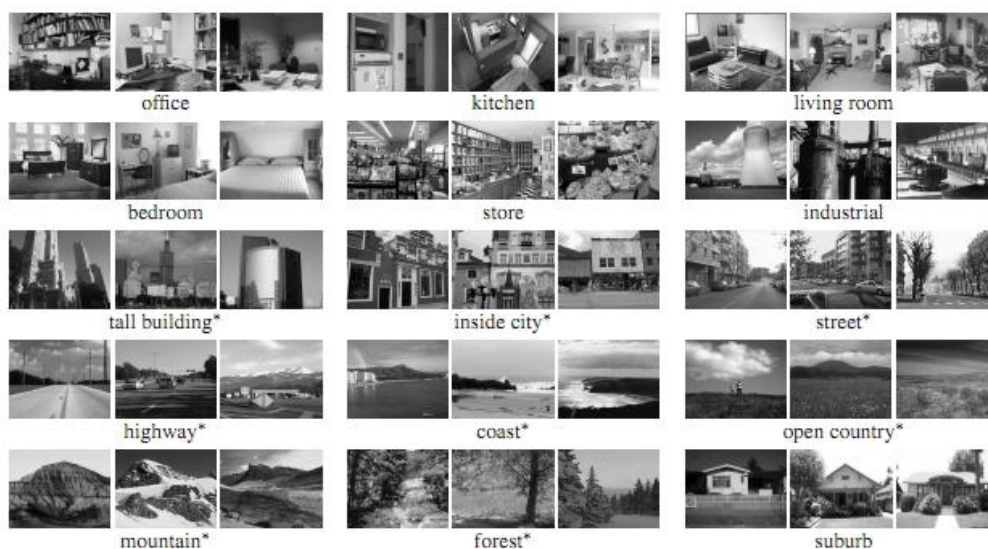 office
kitchen
living room
bedroom
store
industrial
tall building*
inside city*
street*
highway*
coast*
open country*
mountain*
forest*
suburb